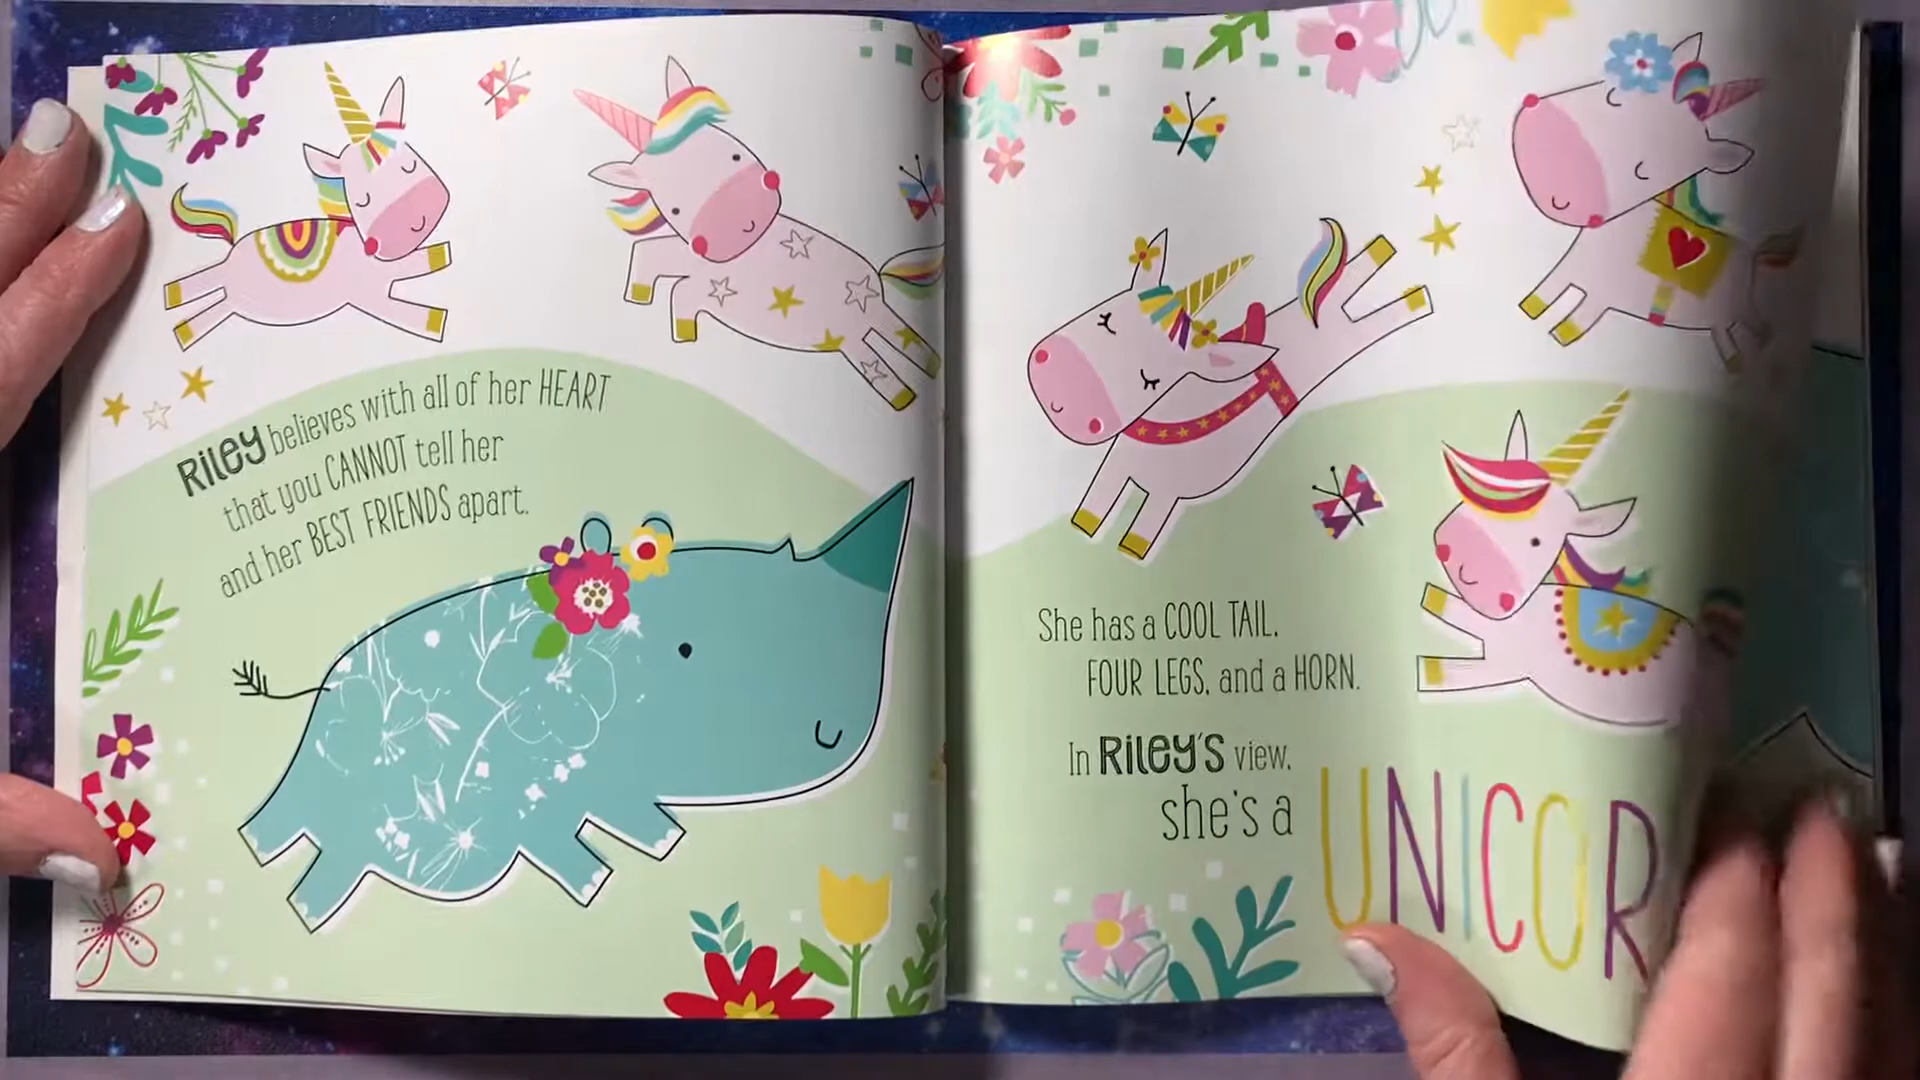 Riley believes with all of her HEART
that you CANNOT tell her
and her BEST FRIENDS apart.
She has a COOL TAIL,
FOUR LEGS, and a HORN.
In Riley's view,
she's a UNICOR